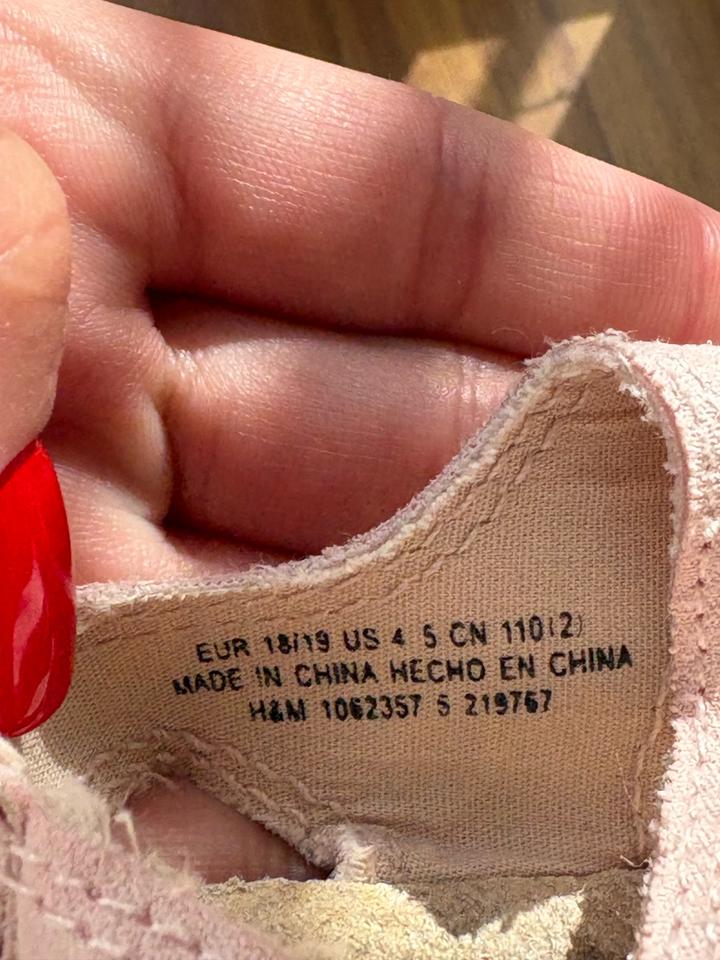 EUR 18/19 US 4 5 CN 110(2)
MADE IN CHINA HECHO EN CHINA
H&M 1062357 5 219767